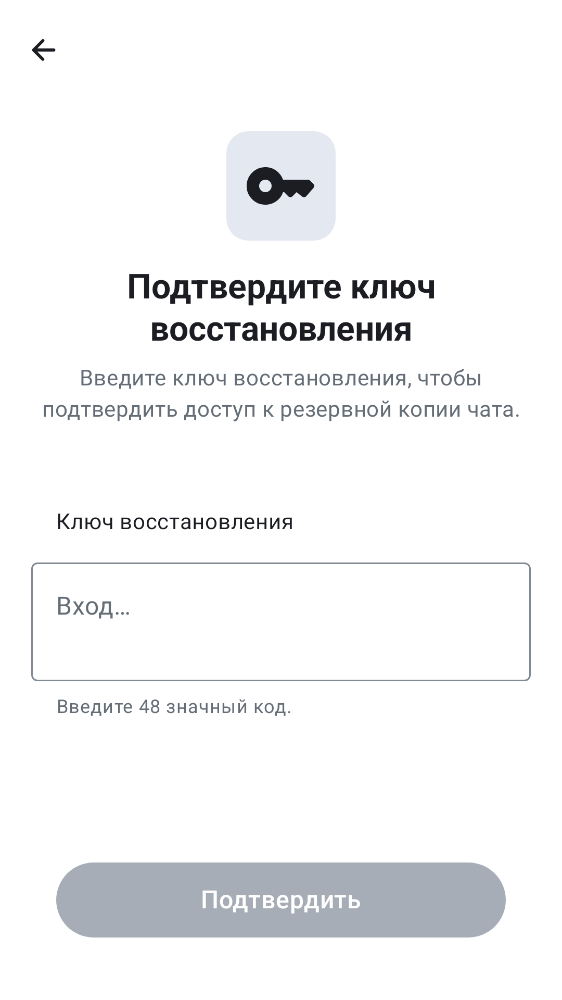 Подтвердите ключ
восстановления
Введите ключ восстановления, чтобы
подтвердить доступ к резервной копии чата.
Ключ восстановления
Вход…
Введите 48 значный код.
Подтвердить